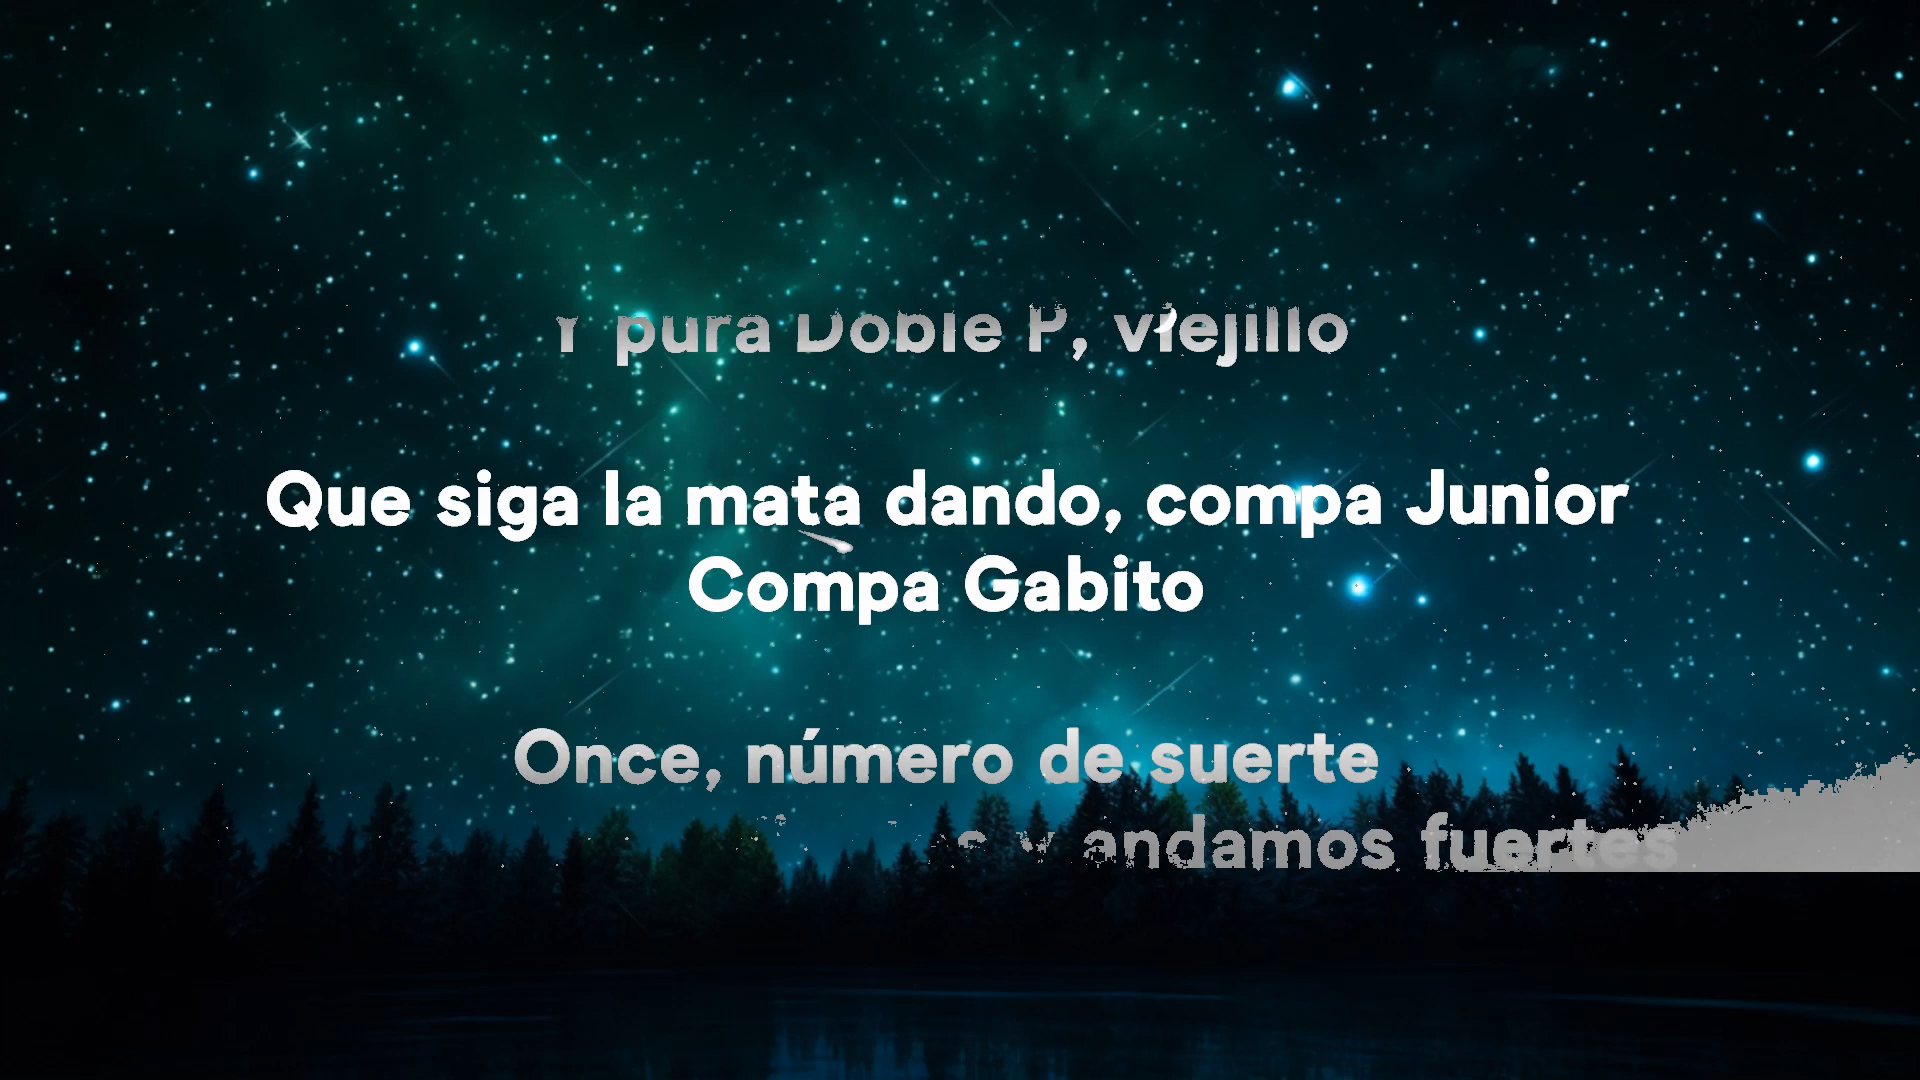 Y pura Doble P, viejillo
Que siga la mata dando, compa Junior
Compa Gabito
Once, número de suerte
y andamos fuertes